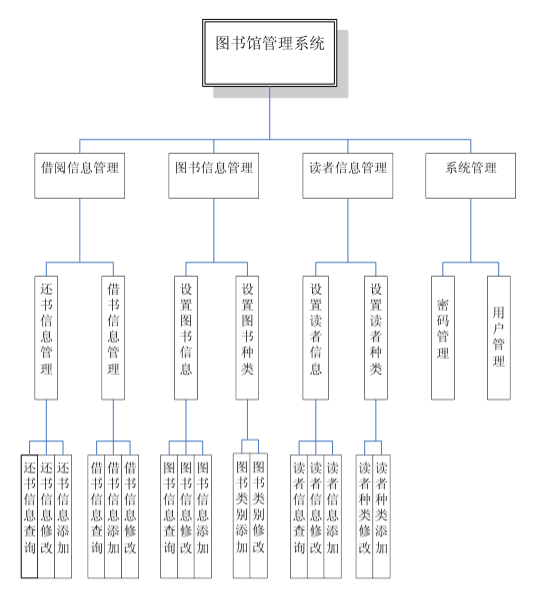 图书馆管理系统
借阅信息管理
图书信息管理
读者信息管理
系统管理
还书信息管理
借书信息管理
设置图书信息
设置图书种类
设置读者信息
设置读者种类
密码管理
用户管理
还书信息查询
还书信息修改
还书信息添加
借书信息查询
借书信息添加
借书信息修改
图书信息查询
图书信息修改
图书信息添加
图书类别添加
图书类别修改
读者信息查询
读者信息修改
读者信息添加
读者种类修改
读者种类添加